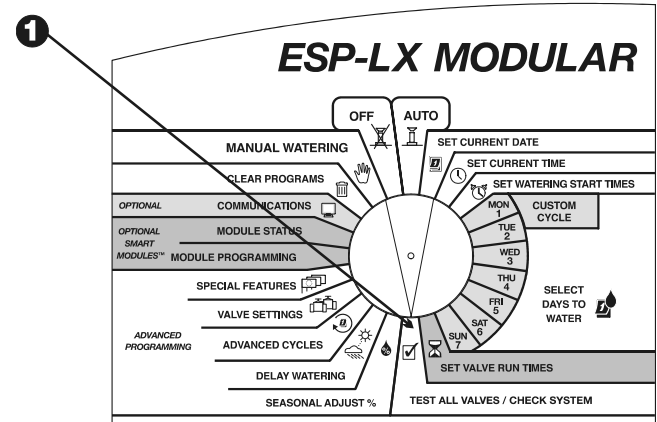 1
ESP-LX MODULAR
OFF
AUTO
MANUAL WATERING
SET CURRENT DATE
CLEAR PROGRAMS
SET CURRENT TIME
SET WATERING START TIMES
OPTIONAL
COMMUNICATIONS
MON
1
CUSTOM
CYCLE
OPTIONAL
SMART
MODULES™
MODULE STATUS
MODULE PROGRAMMING
TUE
2
WED
3
THU
4
FRI
5
SAT
6
SUN
7
SELECT
DAYS TO
WATER
SPECIAL FEATURES
VALVE SETTINGS
ADVANCED
PROGRAMMING
ADVANCED CYCLES
DELAY WATERING
SEASONAL ADJUST %
SET VALVE RUN TIMES
TEST ALL VALVES / CHECK SYSTEM